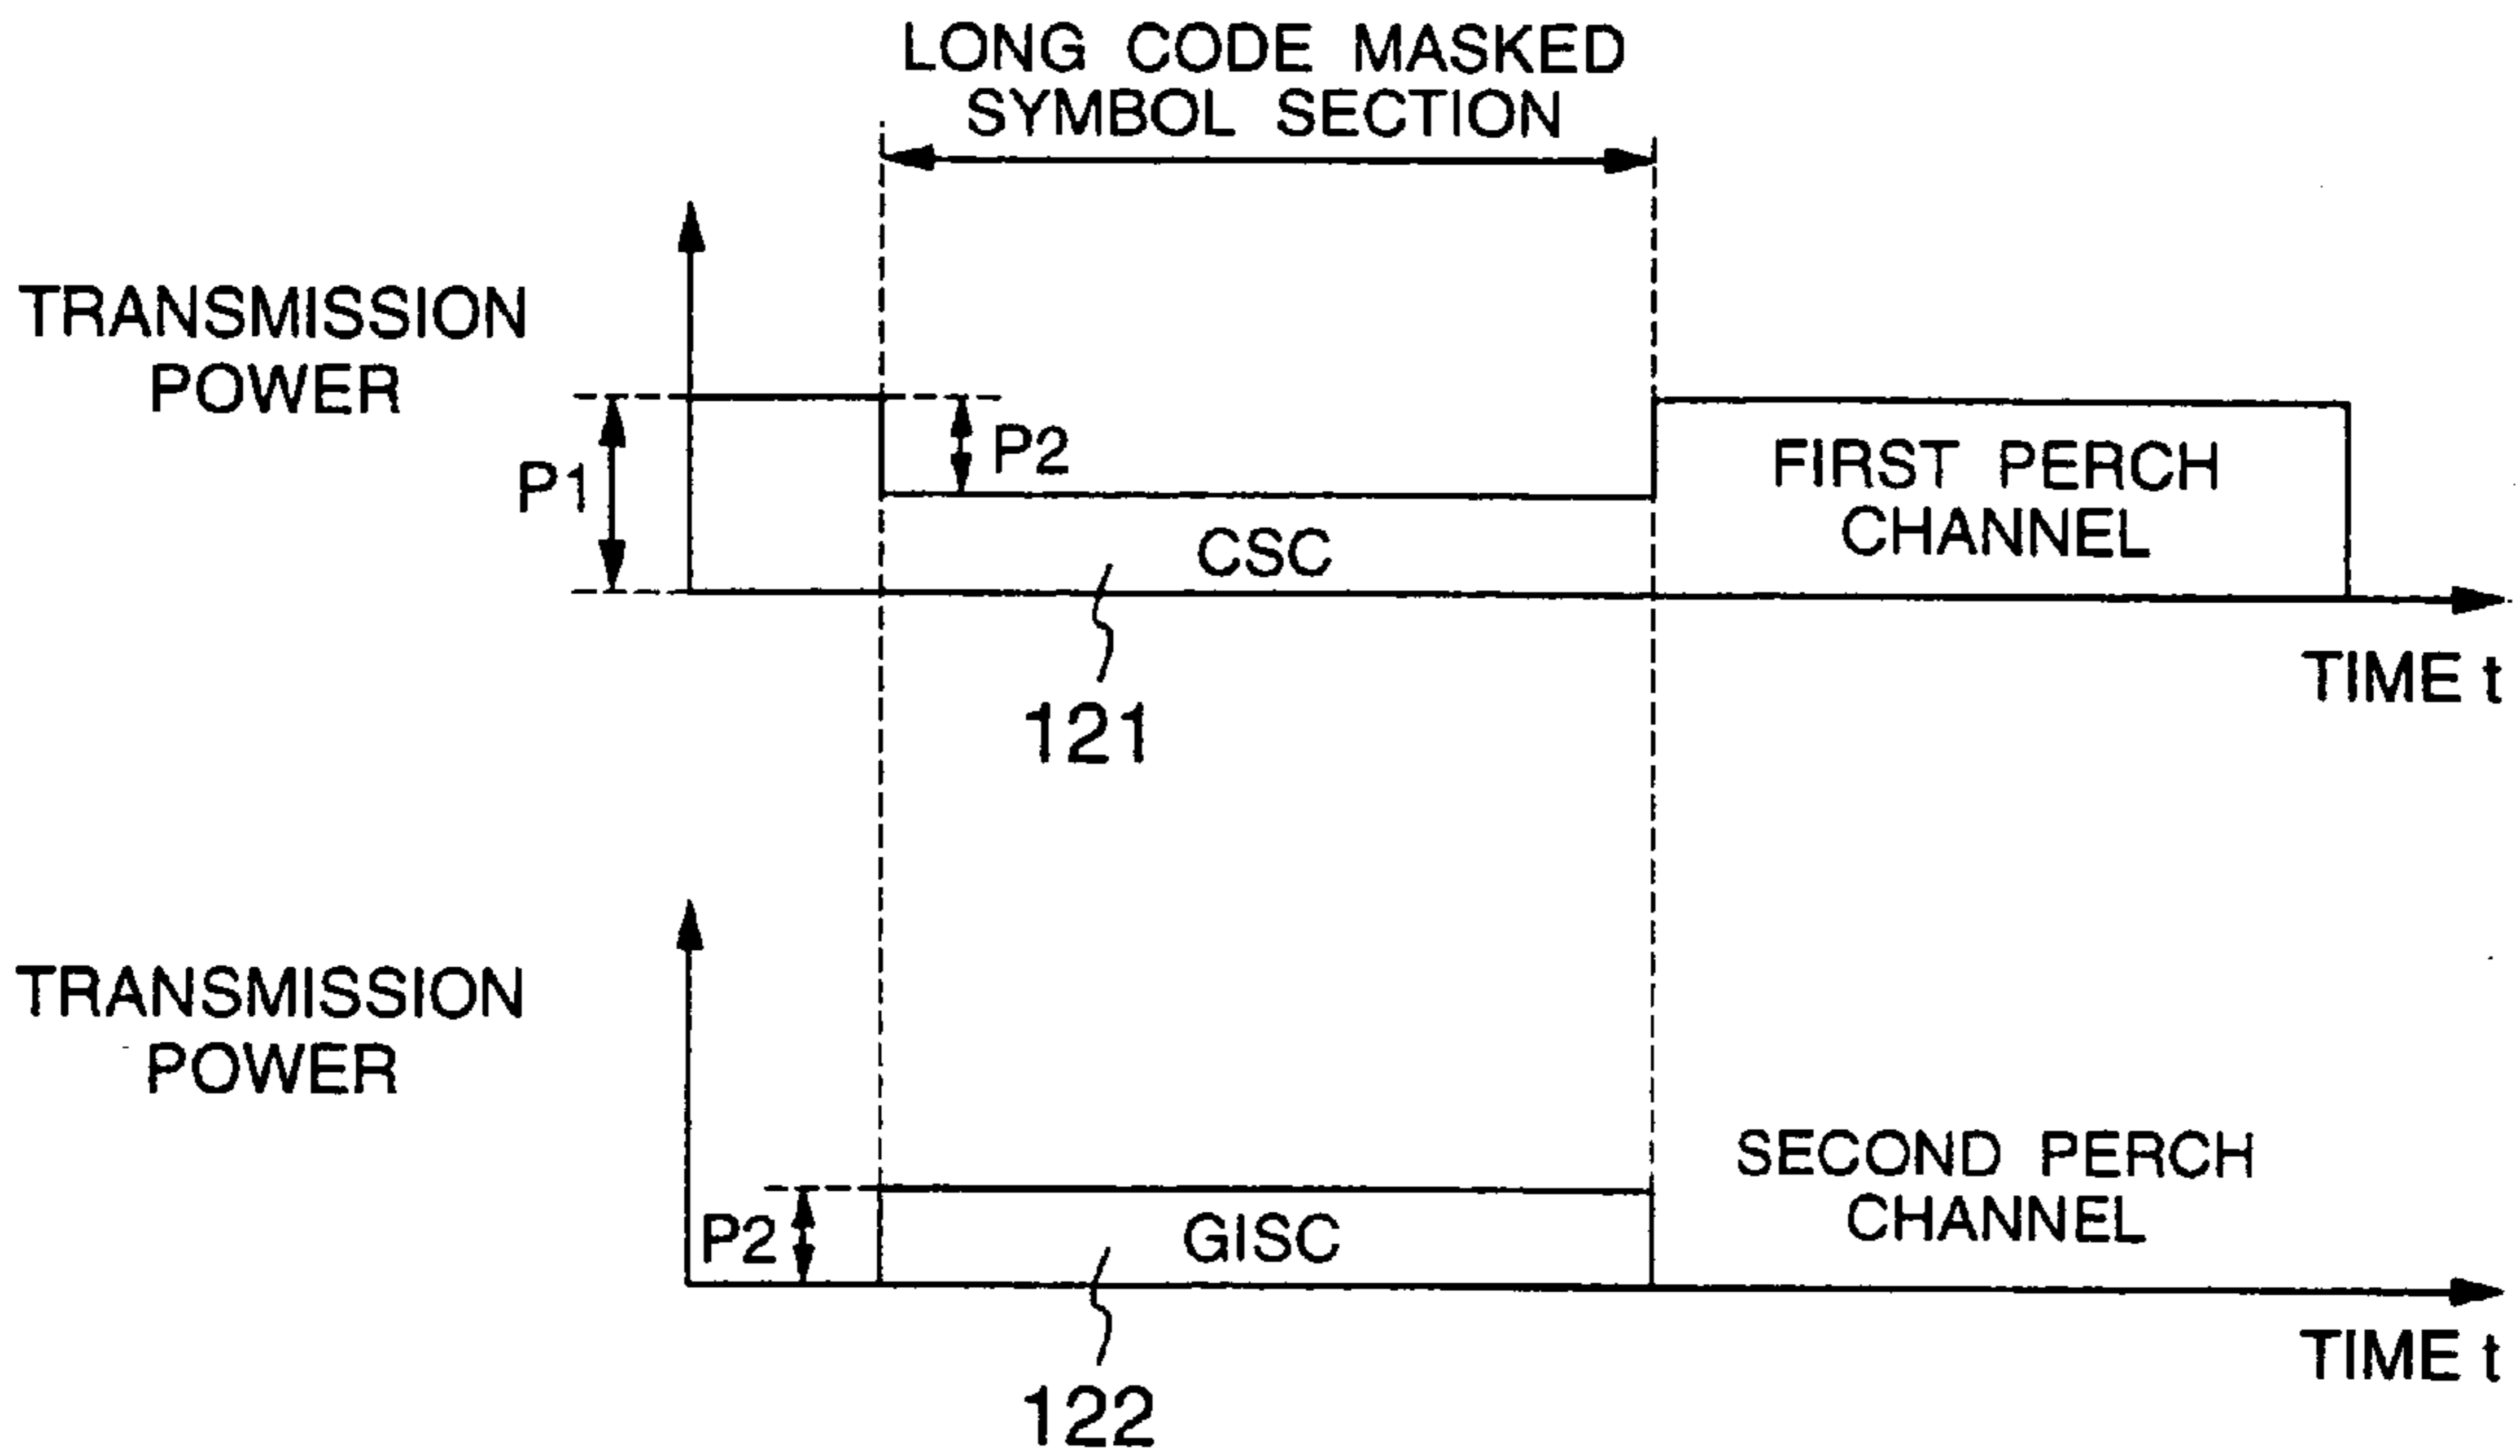 LONG CODE MASKED
SYMBOL SECTION
TRANSMISSION
POWER
P1
P2
FIRST PERCH
CHANNEL
CSC
TIME t
121
TRANSMISSION
POWER
SECOND PERCH
CHANNEL
P2
GISC
TIME t
122